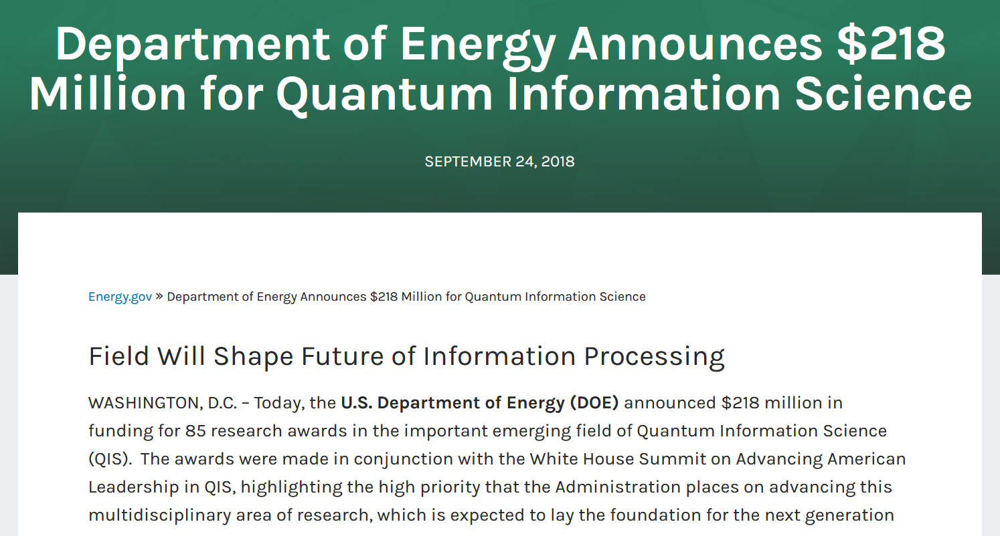 Department of Energy Announces $218
Million for Quantum Information Science
SEPTEMBER 24, 2018
Energy.gov » Department of Energy Announces $218 Million for Quantum Information Science
Field Will Shape Future of Information Processing
WASHINGTON, D.C. – Today, the U.S. Department of Energy (DOE) announced $218 million in
funding for 85 research awards in the important emerging field of Quantum Information Science
(QIS).  The awards were made in conjunction with the White House Summit on Advancing American
Leadership in QIS, highlighting the high priority that the Administration places on advancing this
multidisciplinary area of research, which is expected to lay the foundation for the next generation